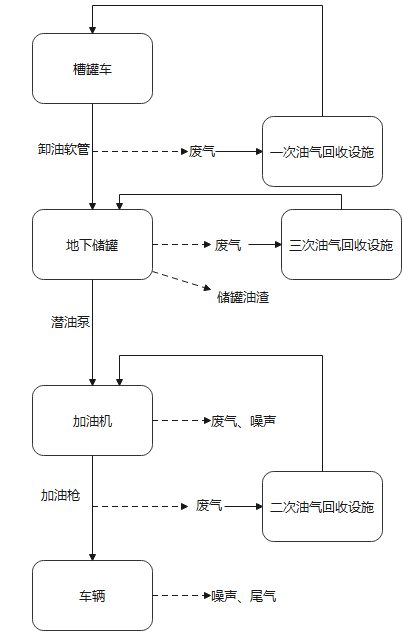 槽罐车
卸油软管
废气
一次油气回收设施
地下储罐
废气
三次油气回收设施
储罐油渣
潜油泵
加油机
废气、噪声
加油枪
废气
二次油气回收设施
车辆
噪声、尾气